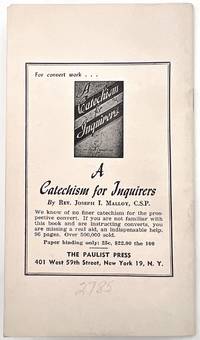 For convert work . . .
A
Catechism
for
Inquirers
A
Catechism for Inquirers
By Rev. Joseph I. Malloy, C.S.P.
We know of no finer catechism for the pros-
pective convert. If you are not familiar with
this book and are instructing converts, you
are missing a real aid, an indispensable help.
96 pages. Over 500,000 sold.
Paper binding only: 25c, $22.00 the 100
THE PAULIST PRESS
401 West 59th Street, New York 19, N. Y.
2785